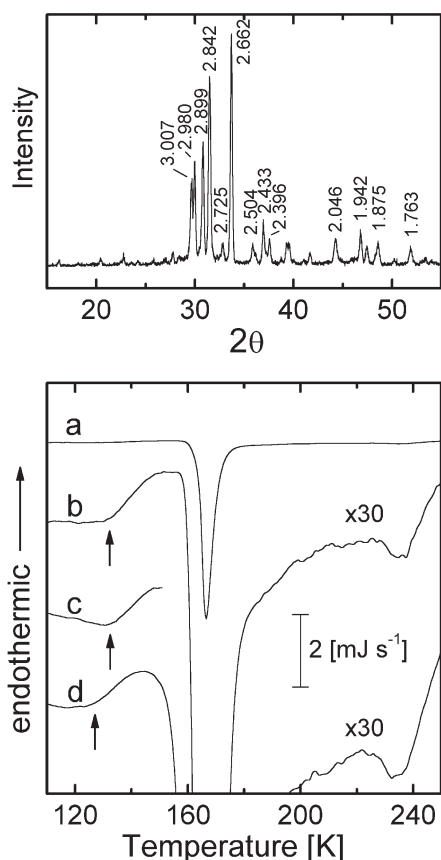 Intensity
3.007
2.980
2.899
2.842
2.725
2.662
2.504
2.433
2.396
2.046
1.942
1.875
1.763
20 30 40 50
2θ
endothermic
a
b
c
d
x30
2 [mJ s⁻¹]
x30
120 160 200 240
Temperature [K]